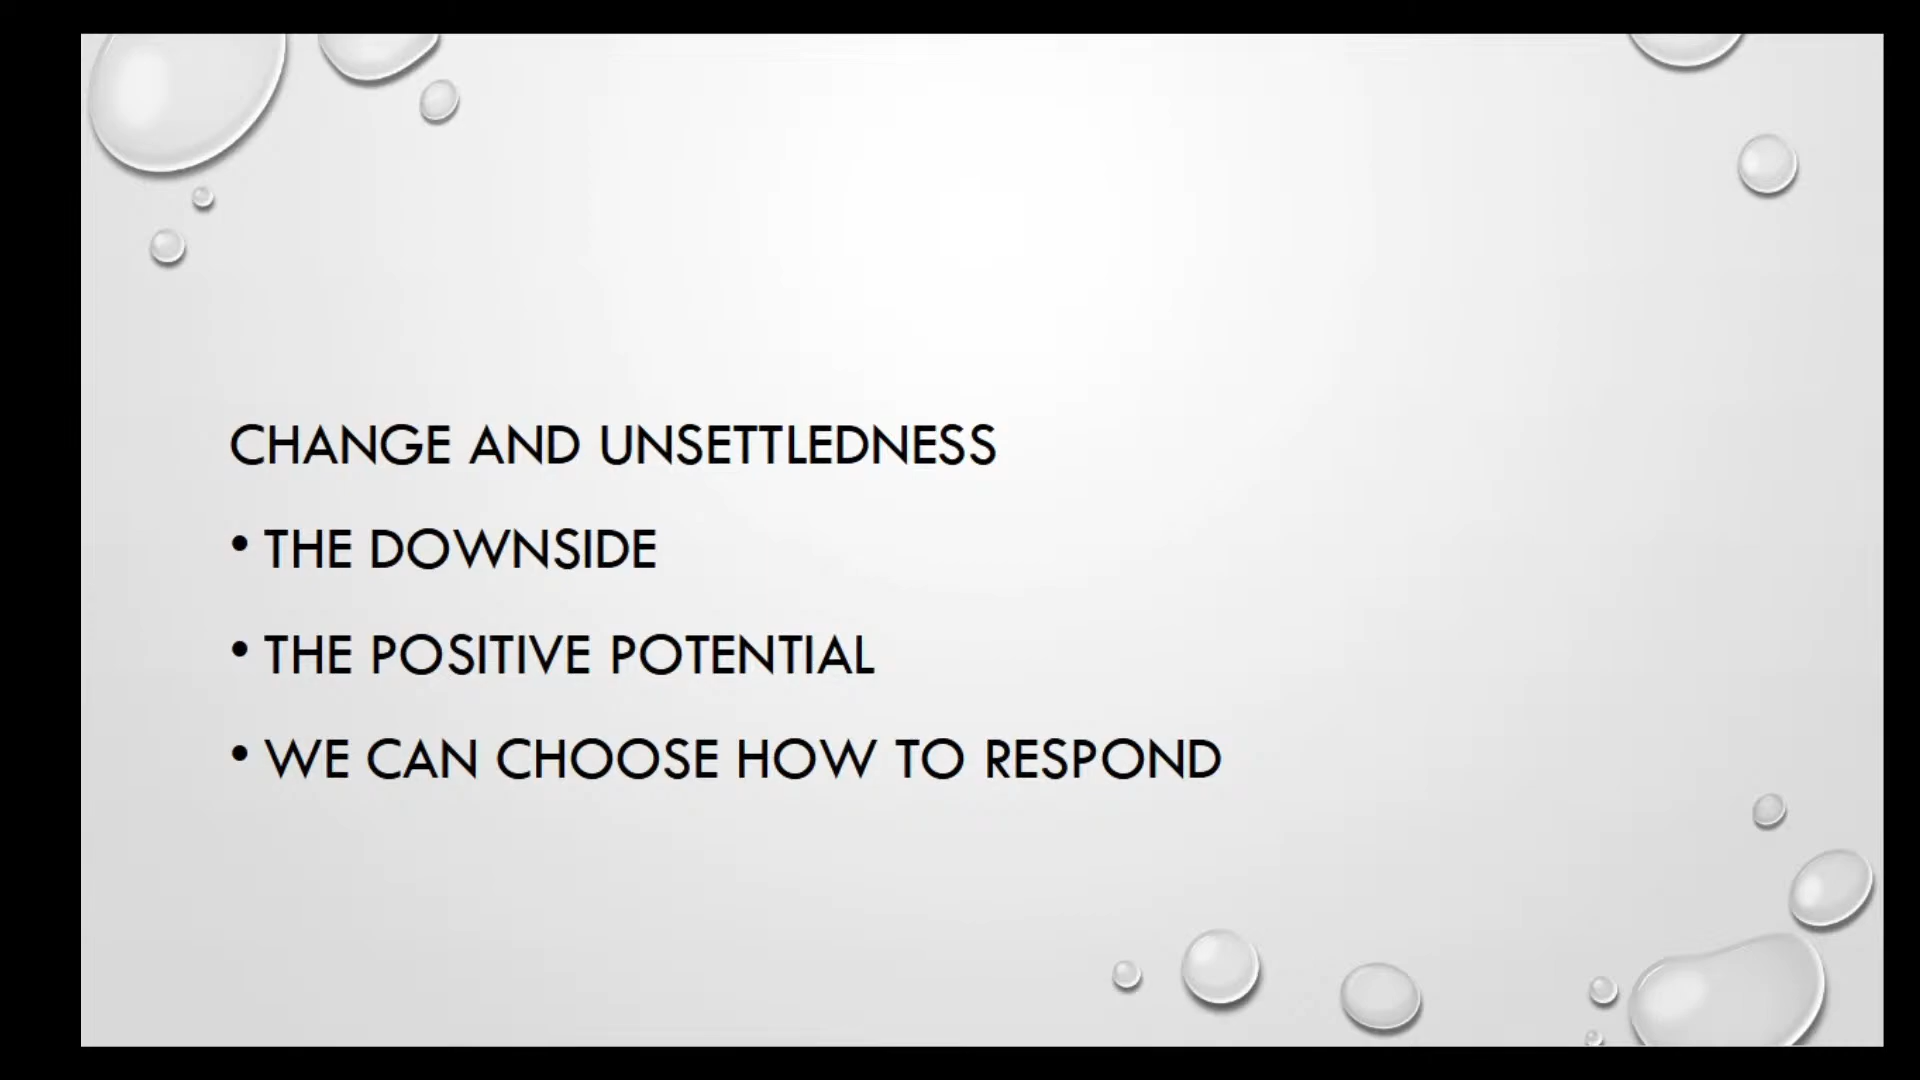 CHANGE AND UNSETTLEDNESS
• THE DOWNSIDE
• THE POSITIVE POTENTIAL
• WE CAN CHOOSE HOW TO RESPOND